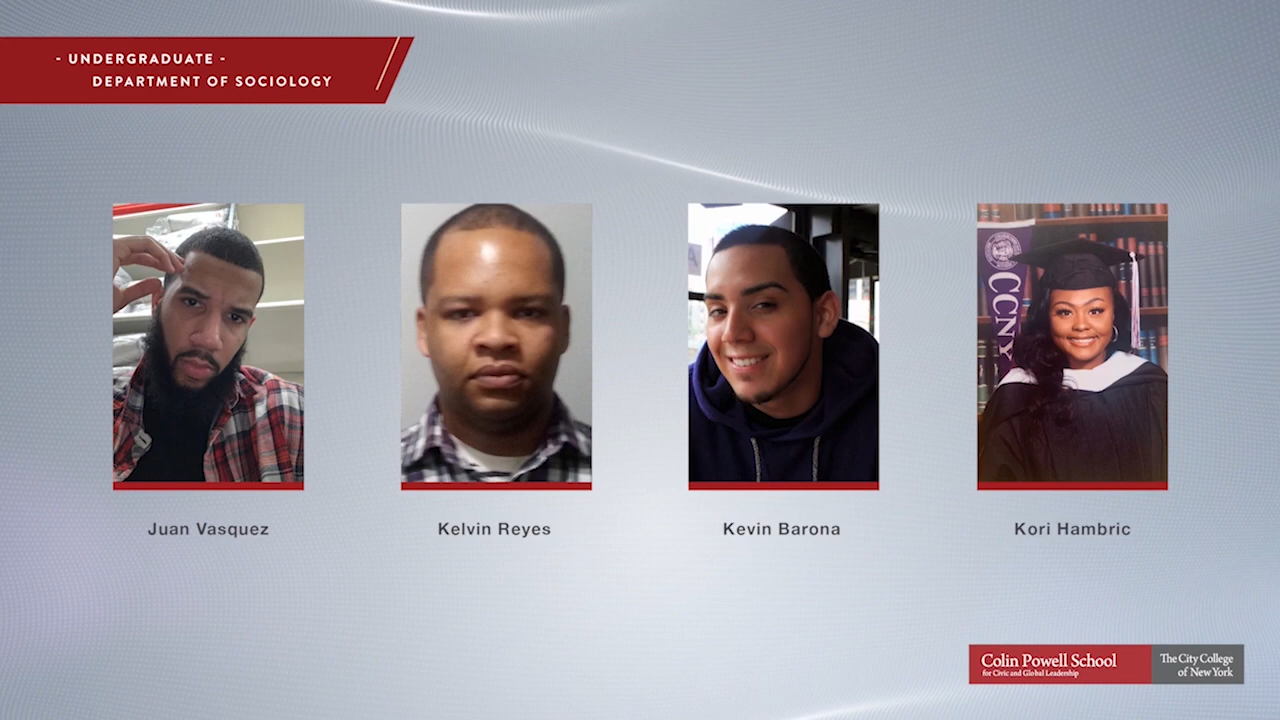 - UNDERGRADUATE -
DEPARTMENT OF SOCIOLOGY
CCNY
Juan Vasquez
Kelvin Reyes
Kevin Barona
Kori Hambric
Colin Powell School
for Civic and Global Leadership
The City College
of New York